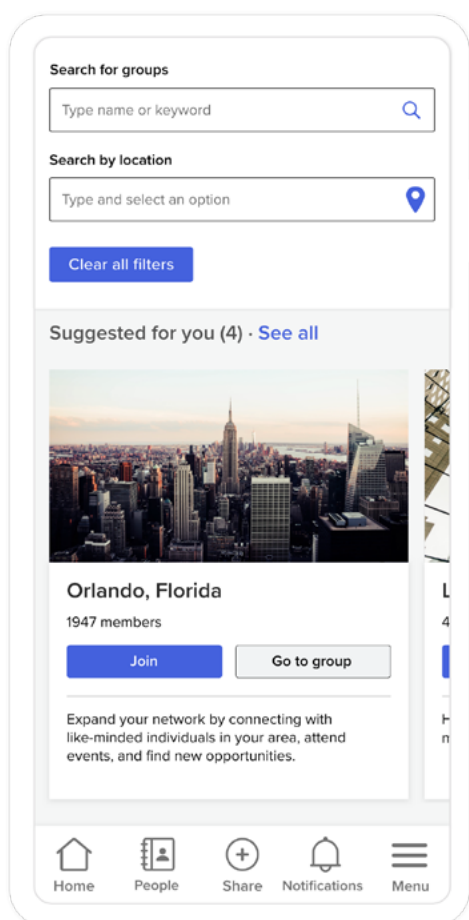 Search for groups
Type name or keyword
Search by location
Type and select an option
Clear all filters
Suggested for you (4) · See all
Orlando, Florida
1947 members
Join
Go to group
Expand your network by connecting with
like-minded individuals in your area, attend
events, and find new opportunities.
Home
People
Share
Notifications
Menu